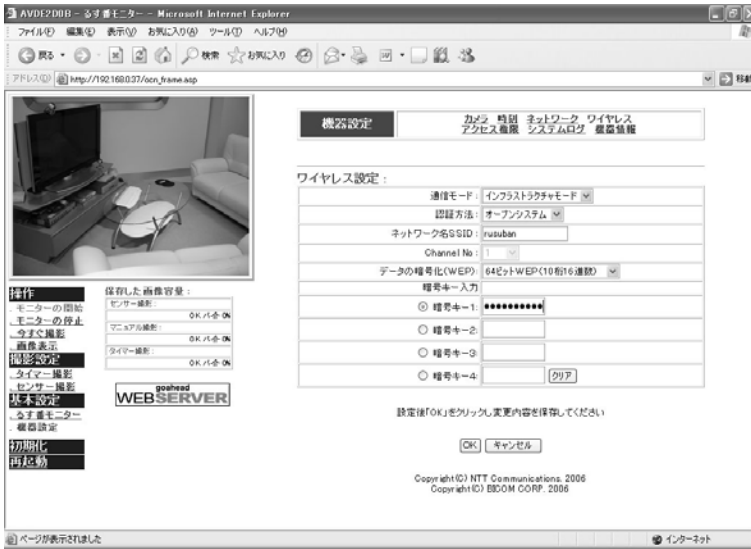 AVDE2D0B - るす番モニター - Microsoft Internet Explorer
ファイル(F) 編集(E) 表示(V) お気に入り(A) ツール(T) ヘルプ(H)
戻る 検索 お気に入り
アドレス(D) http://192.168.0.37/ocn_frame.asp 移動
機器設定
カメラ 時刻 ネットワーク ワイヤレス
アクセス権限 システムログ 機器情報
ワイヤレス設定 :
通信モード : インフラストラクチャモード
認証方法 : オープンシステム
ネットワーク名SSID : rusuban
Channel No : 1
データの暗号化(WEP): 64ビットWEP(10桁16進数)
暗号キー入力
暗号キー1: ●●●●●●●●●●
暗号キー2:
暗号キー3:
暗号キー4: クリア
設定後「OK」をクリックし変更内容を保存してください
OK キャンセル
Copyright(C) NTT Communications. 2006
Copyright(C) BICOM CORP. 2006
操作
. モニターの開始
. モニターの停止
. 今すぐ撮影
. 画像表示
撮影設定
. タイマー撮影
. センサー撮影
基本設定
. るす番モニター
. 機器設定
初期化
再起動
保存した画像容量 :
センサー撮影 :
0K バイト 0%
マニュアル撮影 :
0K バイト 0%
タイマー撮影 :
0K バイト 0%
goahead
WEBSERVER
ページが表示されました インターネット